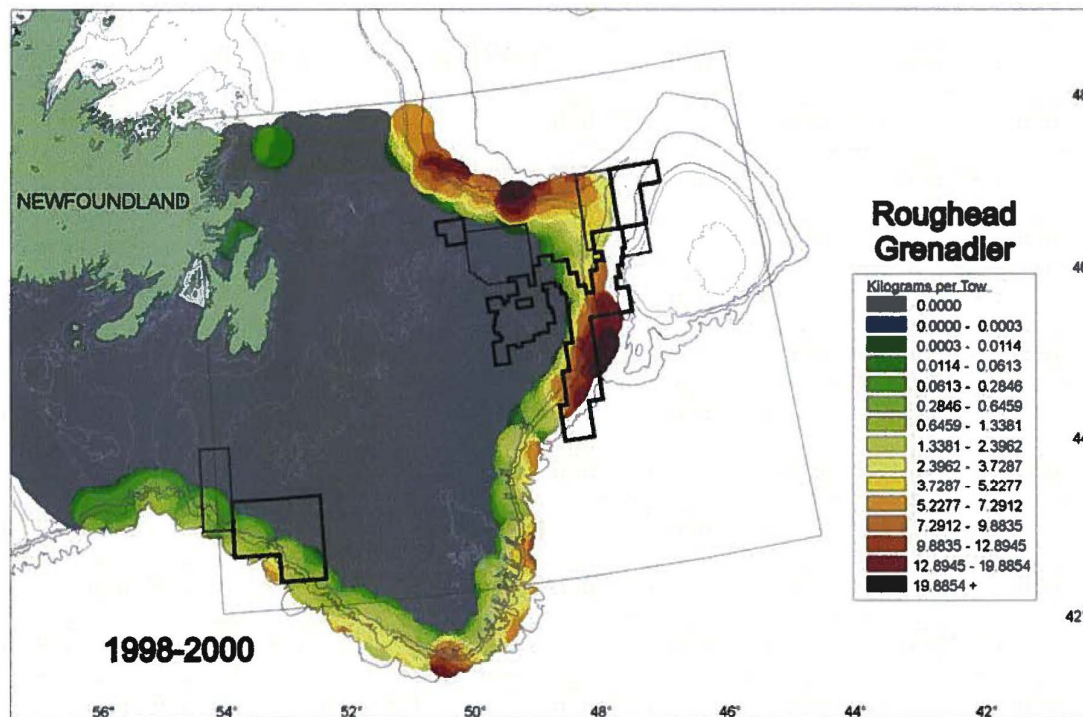 NEWFOUNDLAND
Roughead
Grenadier
Kilograms per Tow
0.0000
0.0000 - 0.0003
0.0003 - 0.0114
0.0114 - 0.0613
0.0613 - 0.2846
0.2846 - 0.6459
0.6459 - 1.3381
1.3381 - 2.3962
2.3962 - 3.7287
3.7287 - 5.2277
5.2277 - 7.2912
7.2912 - 9.8835
9.8835 - 12.8945
12.8945 - 19.8854
19.8854 +
1998-2000
44
42°
56° 54° 52° 50° 48° 46° 44° 42°